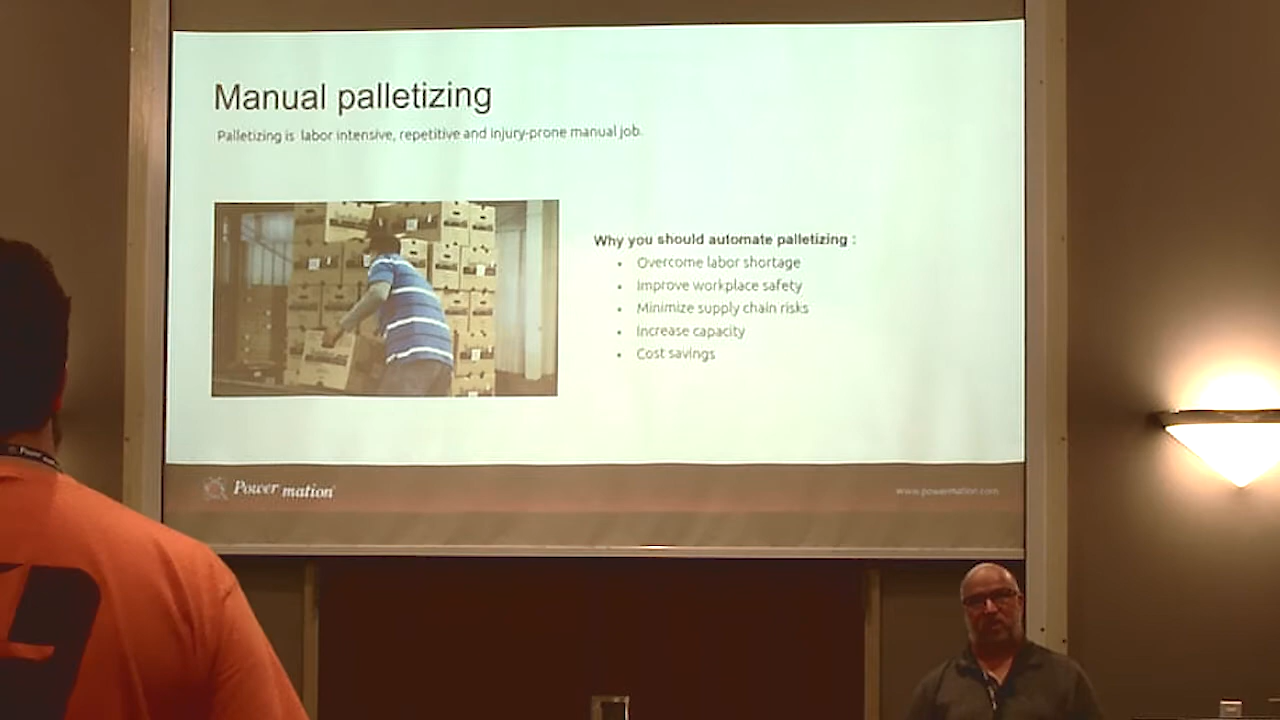 Manual palletizing
Palletizing is labor intensive, repetitive and injury-prone manual job.
Why you should automate palletizing :
• Overcome labor shortage
• Improve workplace safety
• Minimize supply chain risks
• Increase capacity
• Cost savings
Power mation
www.powermation.com
Power